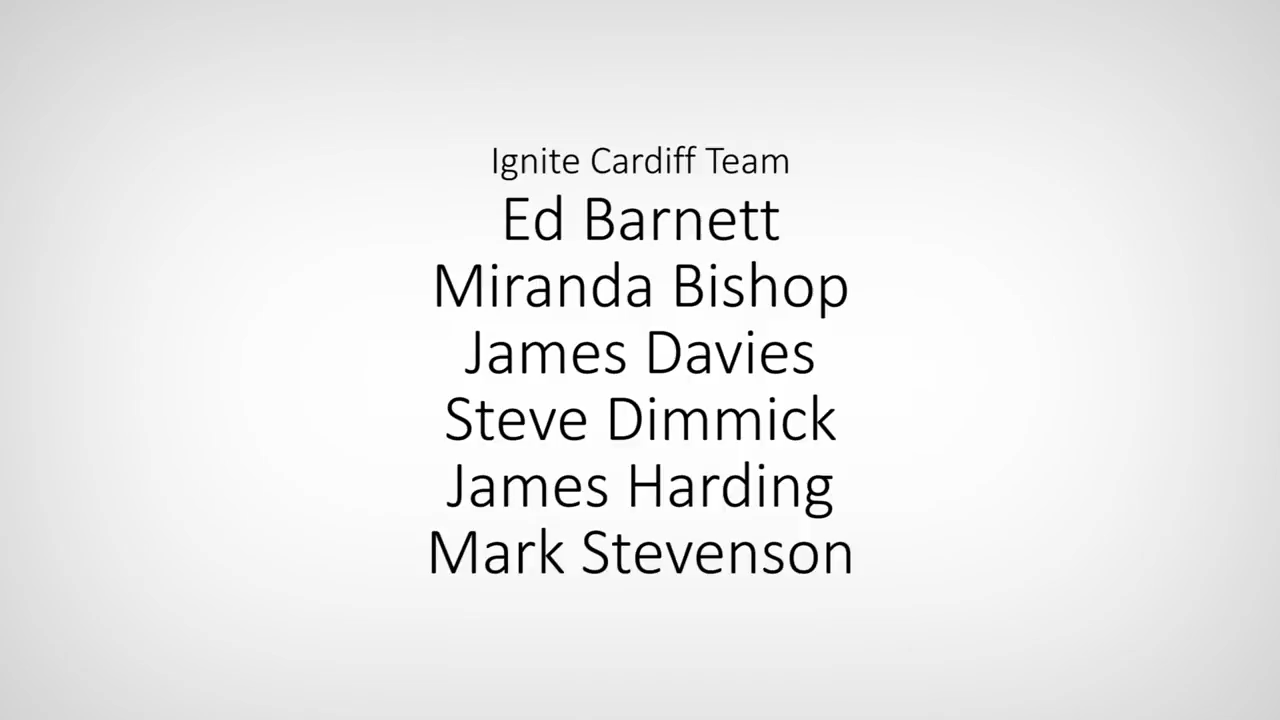 Ignite Cardiff Team
Ed Barnett
Miranda Bishop
James Davies
Steve Dimmick
James Harding
Mark Stevenson